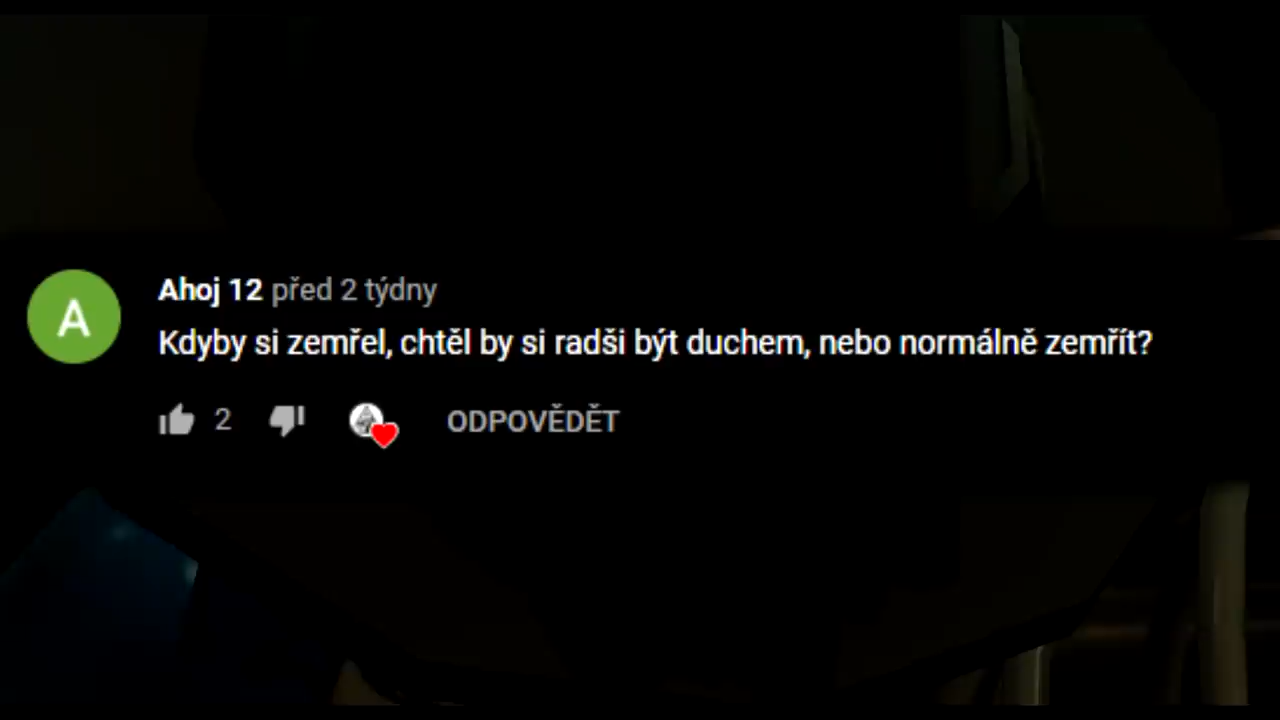 Ahoj 12 před 2 týdny
Kdyby si zemřel, chtěl by si radši být duchem, nebo normálně zemřít?
2 ODPOVĚDĚT